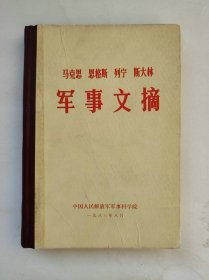 马克思 恩格斯 列宁 斯大林
军事文摘
中国人民解放军军事科学院